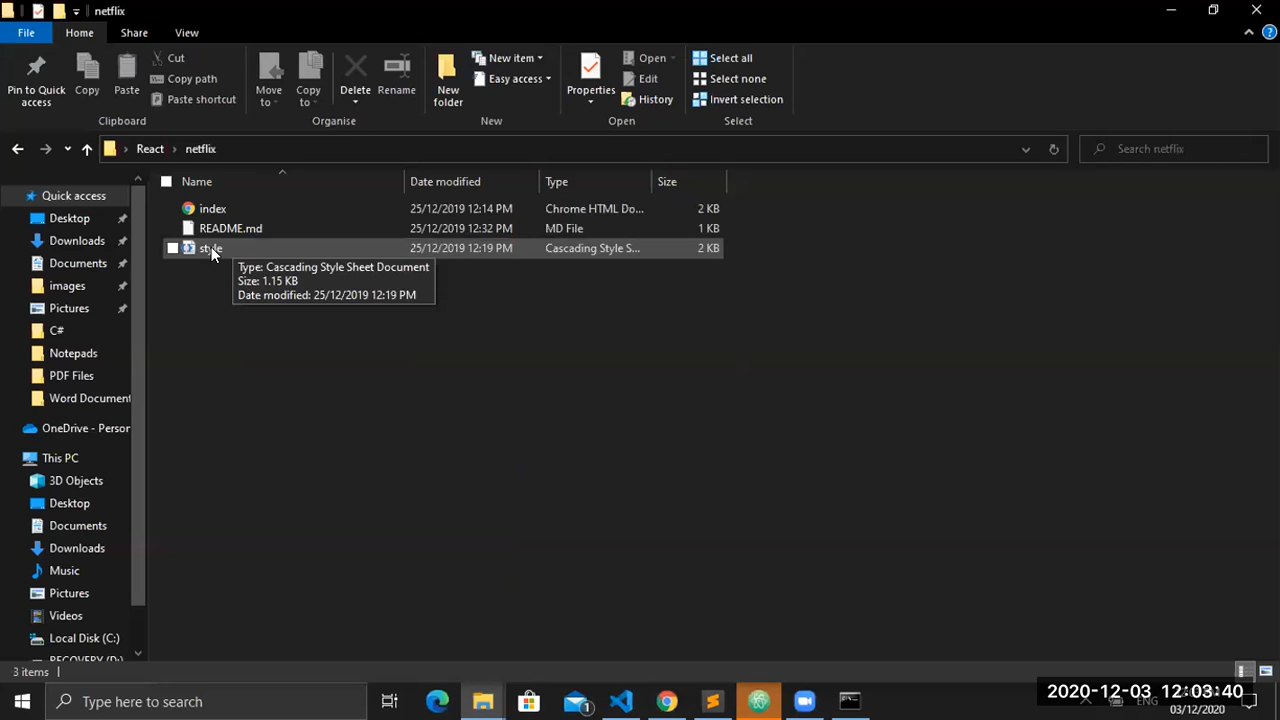 netflix
File Home Share View
Pin to Quick access
Copy
Paste
Cut
Copy path
Paste shortcut
Clipboard
Move to
Copy to
Delete
Rename
Organise
New folder
New item
Easy access
New
Properties
Open
Edit
History
Open
Select all
Select none
Invert selection
Select
React netflix
Search netflix
Name Date modified Type Size
index 25/12/2019 12:14 PM Chrome HTML Do... 2 KB
README.md 25/12/2019 12:32 PM MD File 1 KB
style 25/12/2019 12:19 PM Cascading Style S... 2 KB
Type: Cascading Style Sheet Document
Size: 1.15 KB
Date modified: 25/12/2019 12:19 PM
Quick access
Desktop
Downloads
Documents
images
Pictures
C#
Notepads
PDF Files
Word Document
OneDrive - Person
This PC
3D Objects
Desktop
Documents
Downloads
Music
Pictures
Videos
Local Disk (C:)
RECOVERY (D:)
3 items
Type here to search
1
2020-12-03 12:03:40
ENG
03/12/2020